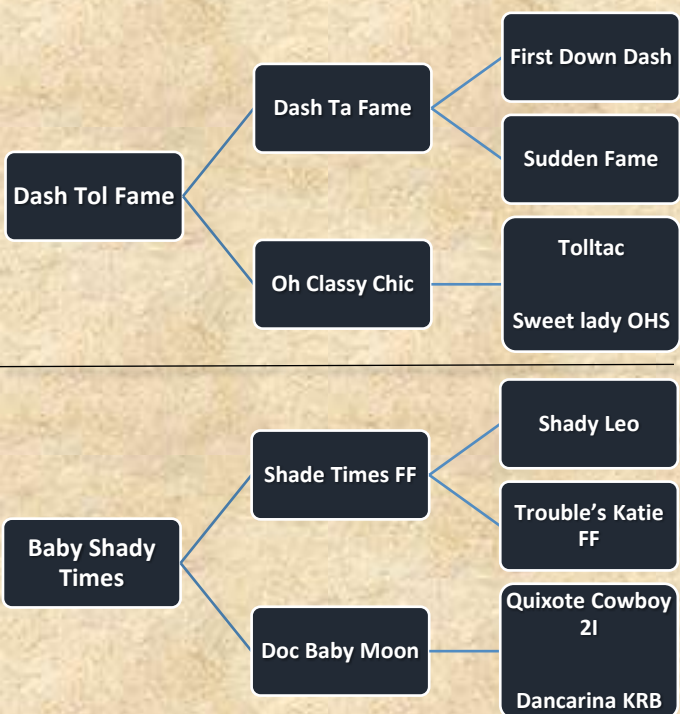 First Down Dash
Dash Ta Fame
Sudden Fame
Dash Tol Fame
Tolltac
Oh Classy Chic
Sweet lady OHS
Shady Leo
Shade Times FF
Trouble's Katie
FF
Baby Shady
Times
Quixote Cowboy
2I
Doc Baby Moon
Dancarina KRB